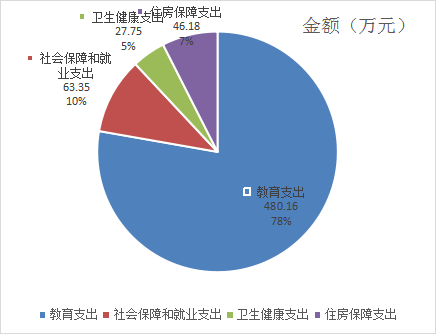 金额（万元）
卫生健康支出
27.75
5%
住房保障支出
46.18
7%
社会保障和就
业支出
63.35
10%
教育支出
480.16
78%
教育支出 社会保障和就业支出 卫生健康支出 住房保障支出